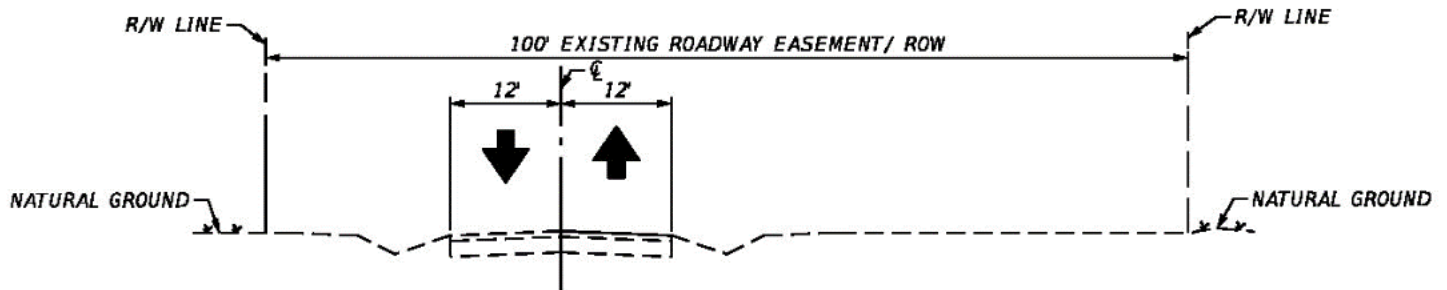 R/W LINE
R/W LINE
100' EXISTING ROADWAY EASEMENT/ ROW
℄
12'
12'
NATURAL GROUND
NATURAL GROUND